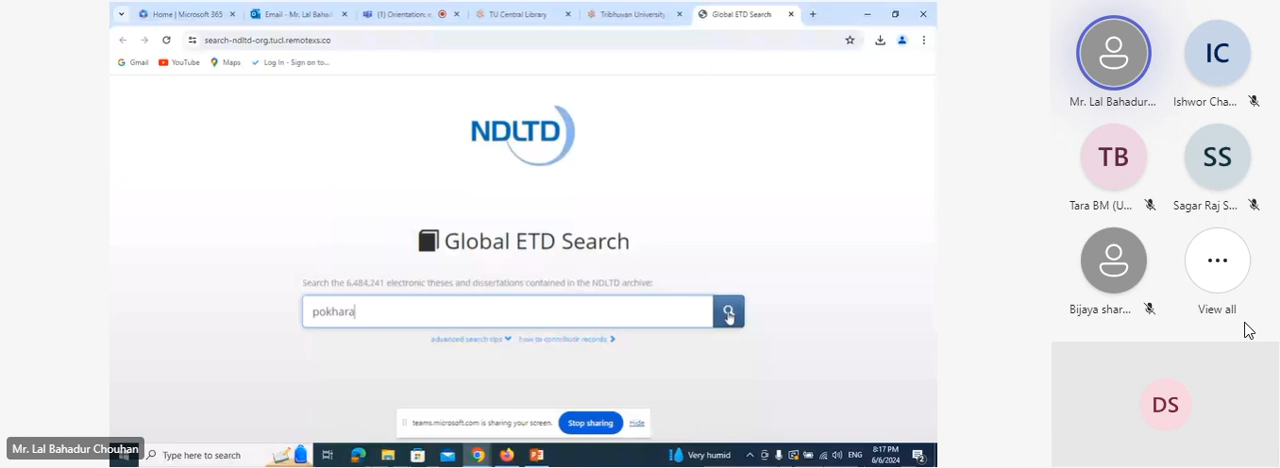 Home | Microsoft 365
Email - Mr. Lal Bahad
(1) Orientation: e
TU Central Library
Tribhuwan University
Global ETD Search
search-ndltd-org.tucl.remotexs.co
Gmail
YouTube
Maps
Log In - Sign on to...
NDLTD
Global ETD Search
Search the 6,484,241 electronic theses and dissertations contained in the NDLTD archive:
pokhara
advanced search tips
how to contribute records
teams.microsoft.com is sharing your screen.
Stop sharing
Hide
Type here to search
Very humid
ENG
8:17 PM
6/6/2024
2
Mr. Lal Bahadur Chouhan
Mr. Lal Bahadur...
IC
Ishwor Cha...
TB
Tara BM (U...
SS
Sagar Raj S...
Bijaya shar...
View all
DS